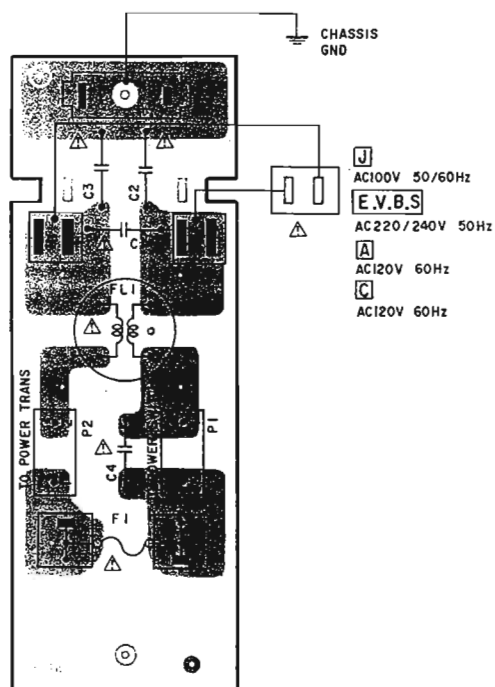 CHASSIS
GND
J
AC100V 50/60Hz
E.V.B.S
AC220/240V 50Hz
A
AC120V 60Hz
C
AC120V 60Hz
C3
C2
C
FL1
TO POWER TRANS
P2
C4
POWER
P1
F1